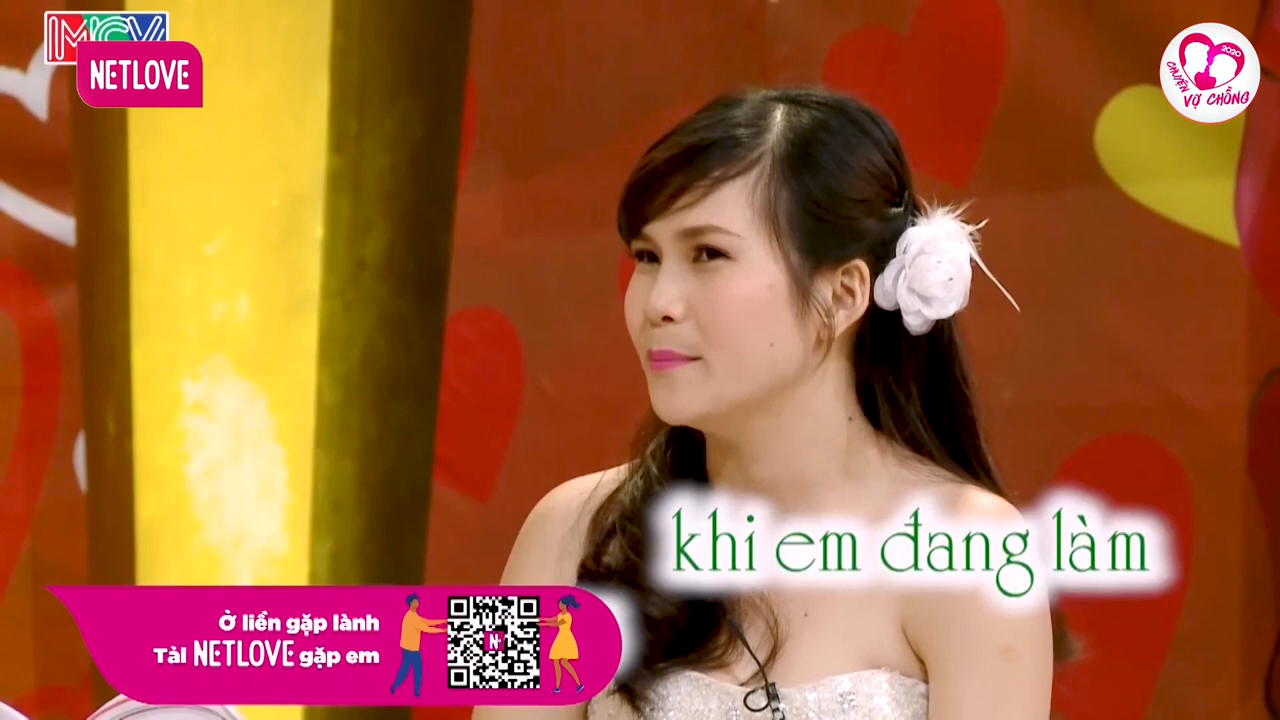 MCV
NETLOVE
2020
CHUYỆN
VỢ CHỒNG
khi em đang làm
Ở liền gặp lành
Tải NETLOVE gặp em
N